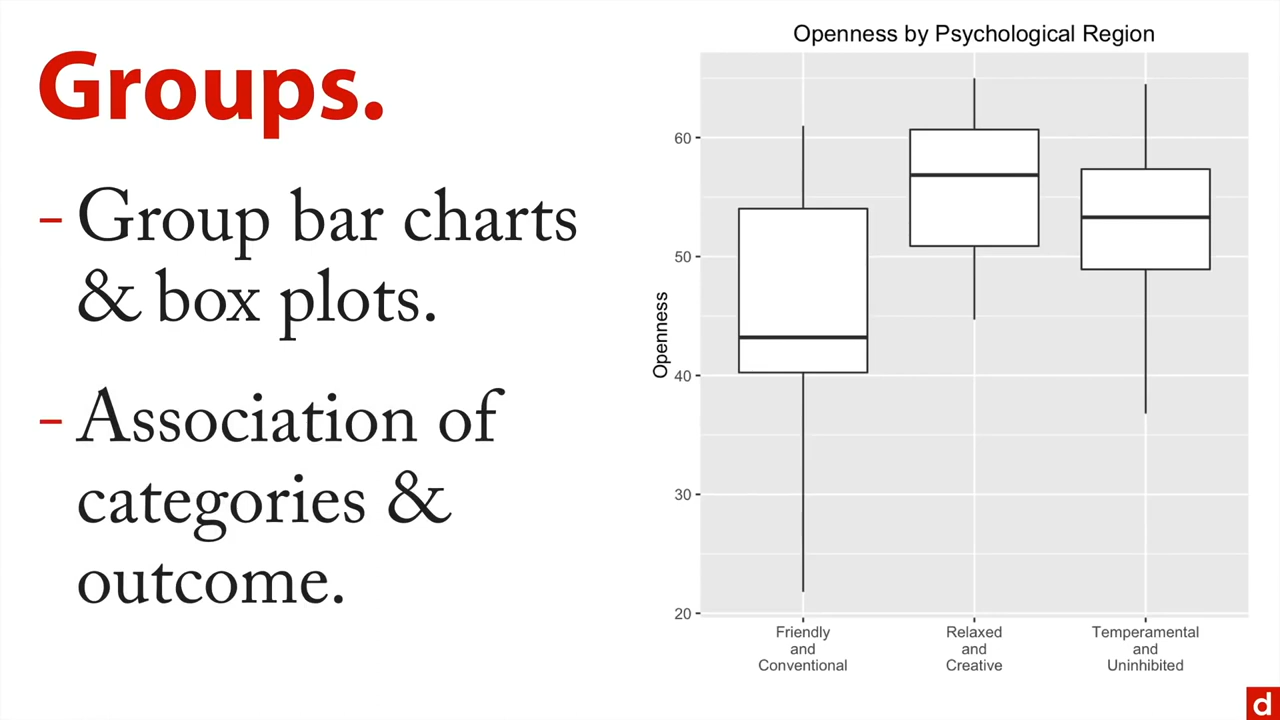 Groups.
- Group bar charts
& box plots.
- Association of
categories &
outcome.
Openness by Psychological Region
Openness
60
50
40
30
20
Friendly
and
Conventional
Relaxed
and
Creative
Temperamental
and
Uninhibited
d